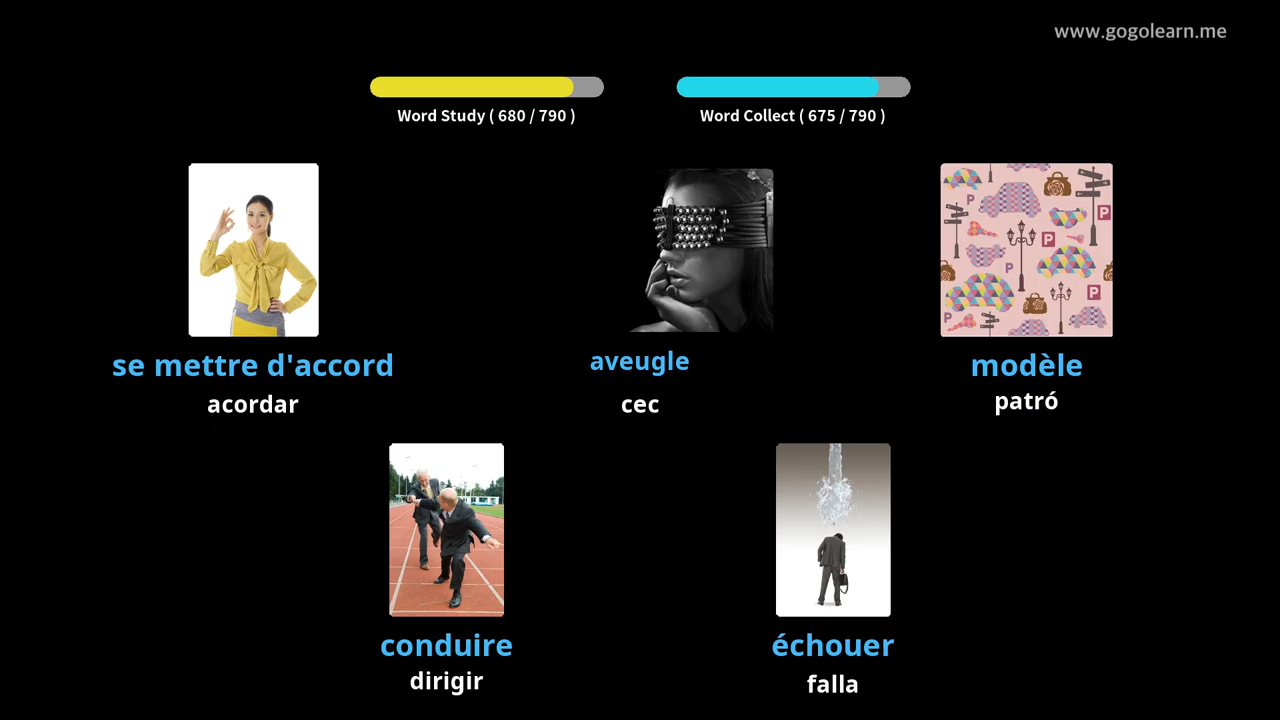 www.gogolearn.me
Word Study ( 680 / 790 )
Word Collect ( 675 / 790 )
se mettre d'accord
acordar
aveugle
cec
modèle
patró
conduire
dirigir
échouer
falla